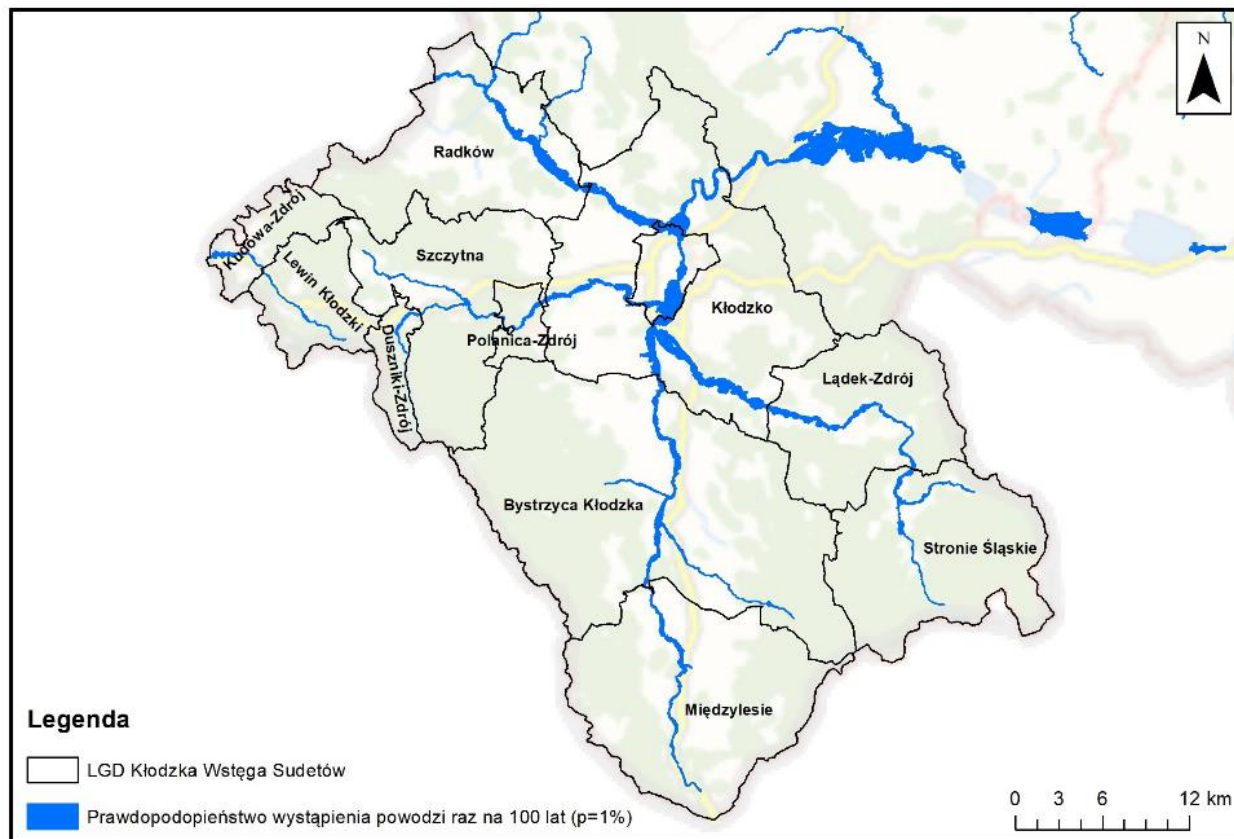 N
Radków
Kudowa-Zdrój
Szczytna
Lewin Kłodzki
Kłodzko
Duszniki-Zdrój
Polanica-Zdrój
Lądek-Zdrój
Bystrzyca Kłodzka
Stronie Śląskie
Międzylesie
Legenda
LGD Kłodzka Wstęga Sudetów
Prawdopodopieństwo wystąpienia powodzi raz na 100 lat (p=1%)
0 3 6 12 km